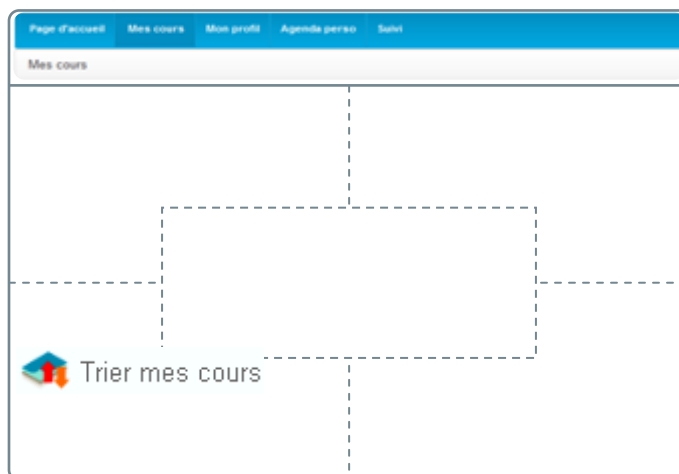 Page d'accueil Mes cours Mon profil Agenda perso Suivi
Mes cours
Trier mes cours